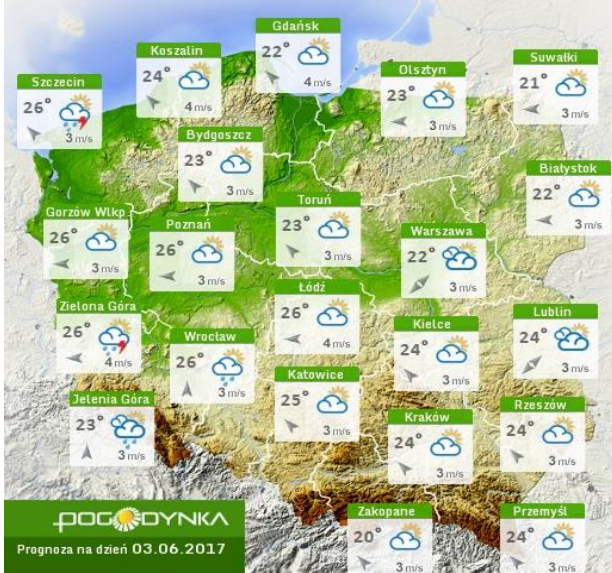 Gdańsk
22°
4 m/s
Koszalin
24°
4 m/s
Suwałki
21°
3 m/s
Olsztyn
23°
3 m/s
Szczecin
26°
3 m/s
Bydgoszcz
23°
3 m/s
Białystok
22°
3 m/s
Toruń
23°
3 m/s
Gorzów Wlkp
26°
3 m/s
Poznań
26°
3 m/s
Warszawa
22°
3 m/s
Łódź
26°
4 m/s
Zielona Góra
26°
4 m/s
Lublin
24°
3 m/s
Kielce
24°
3 m/s
Wrocław
26°
3 m/s
Katowice
25°
3 m/s
Jelenia Góra
23°
3 m/s
Rzeszów
24°
3 m/s
Kraków
24°
3 m/s
Zakopane
20°
3 m/s
Przemyśl
24°
3 m/s
POGODYNKA
Prognoza na dzień 03.06.2017